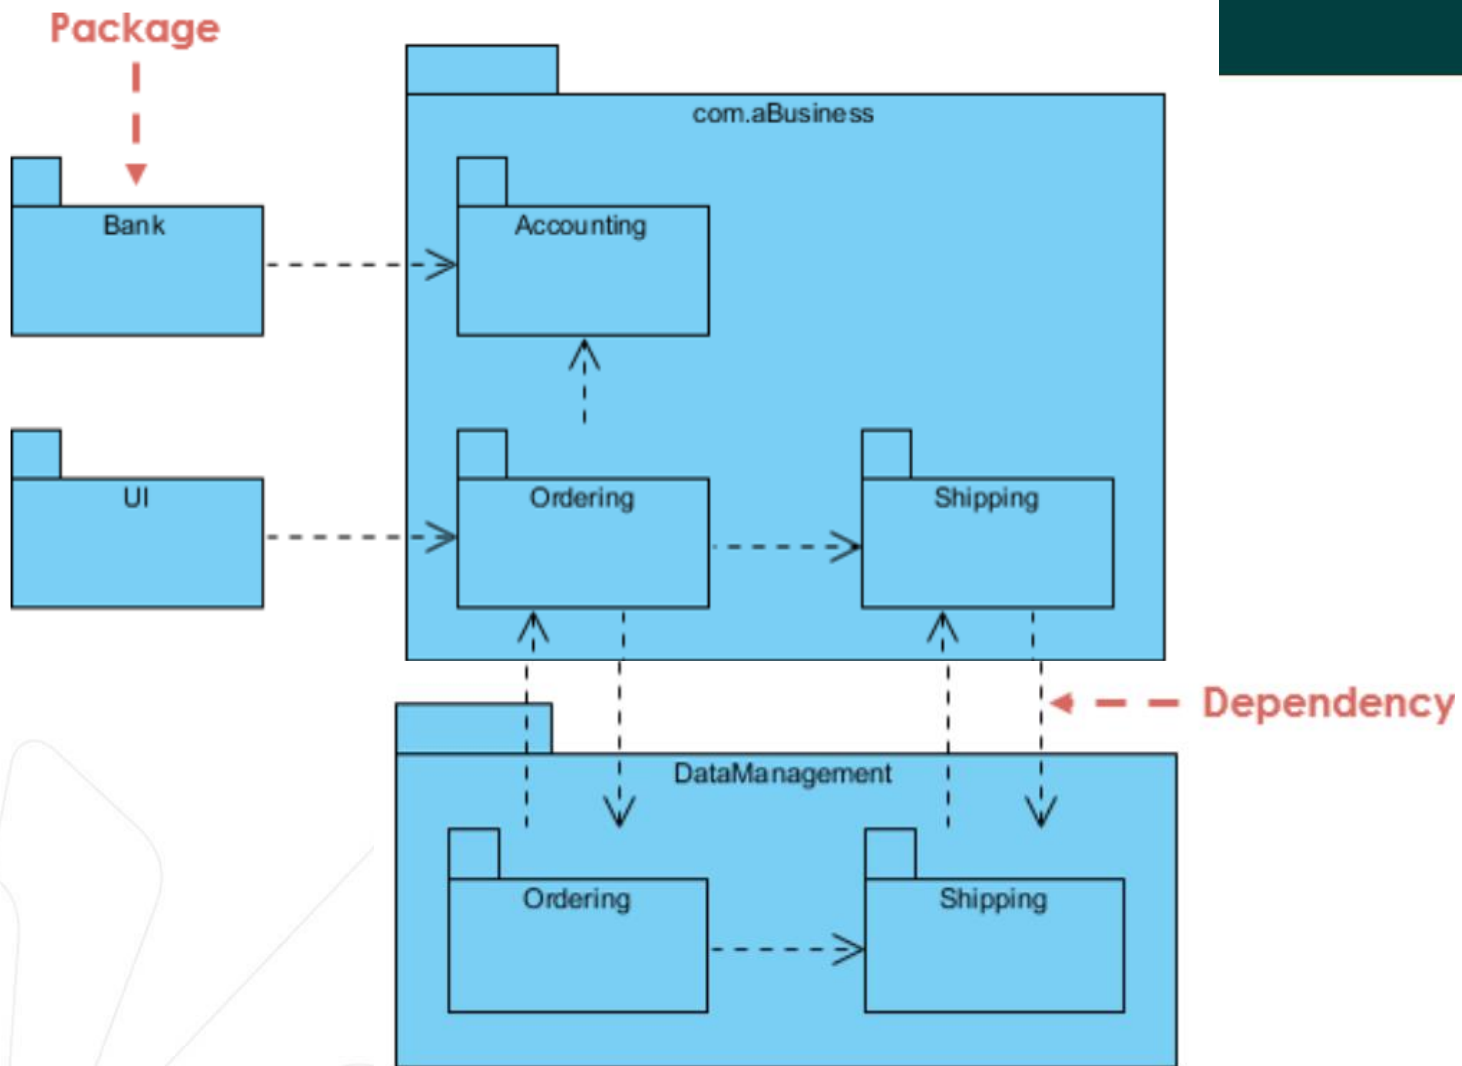 Package
com.aBusiness
Bank
Accounting
UI
Ordering
Shipping
Dependency
DataManagement
Ordering
Shipping